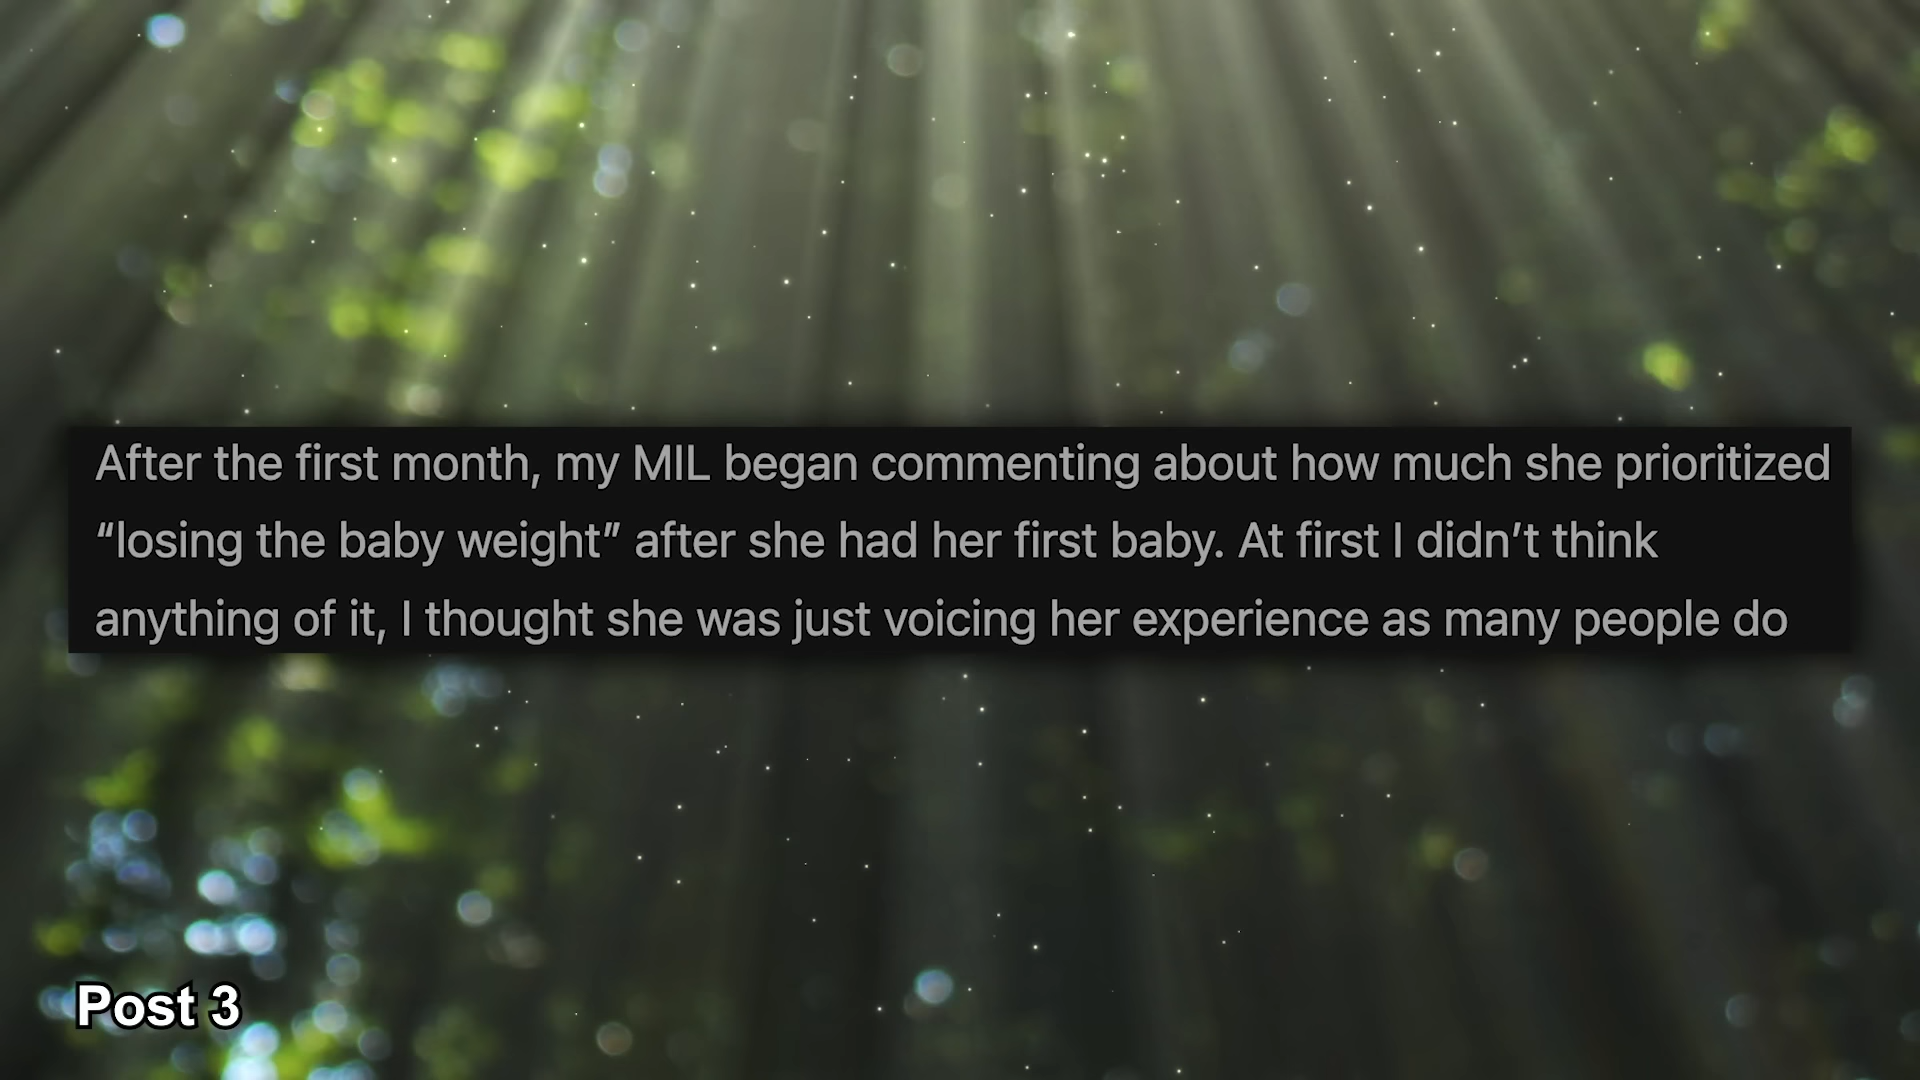 After the first month, my MIL began commenting about how much she prioritized
“losing the baby weight” after she had her first baby. At first I didn’t think
anything of it, I thought she was just voicing her experience as many people do
Post 3